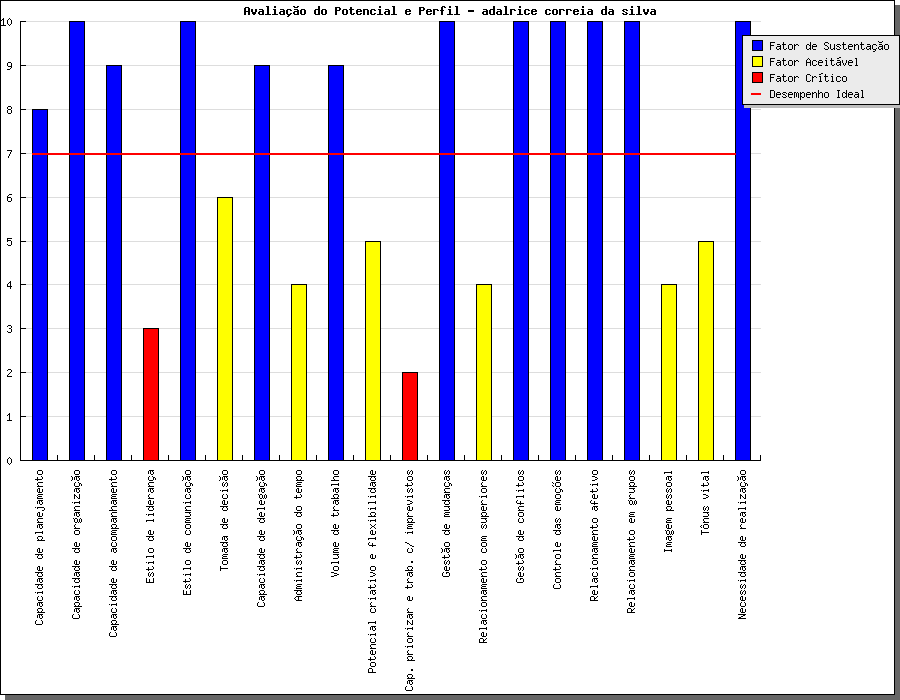 Avaliação do Potencial e Perfil - adalrice correia da silva
Fator de Sustentação
Fator Aceitável
Fator Crítico
Desempenho Ideal
10
9
8
7
6
5
4
3
2
1
0
Capacidade de planejamento
Capacidade de organização
Capacidade de acompanhamento
Estilo de liderança
Estilo de comunicação
Tomada de decisão
Capacidade de delegação
Administração do tempo
Volume de trabalho
Potencial criativo e flexibilidade
Cap. priorizar e trab. c/ imprevistos
Gestão de mudanças
Relacionamento com superiores
Gestão de conflitos
Controle das emoções
Relacionamento afetivo
Relacionamento em grupos
Imagem pessoal
Tônus vital
Necessidade de realização